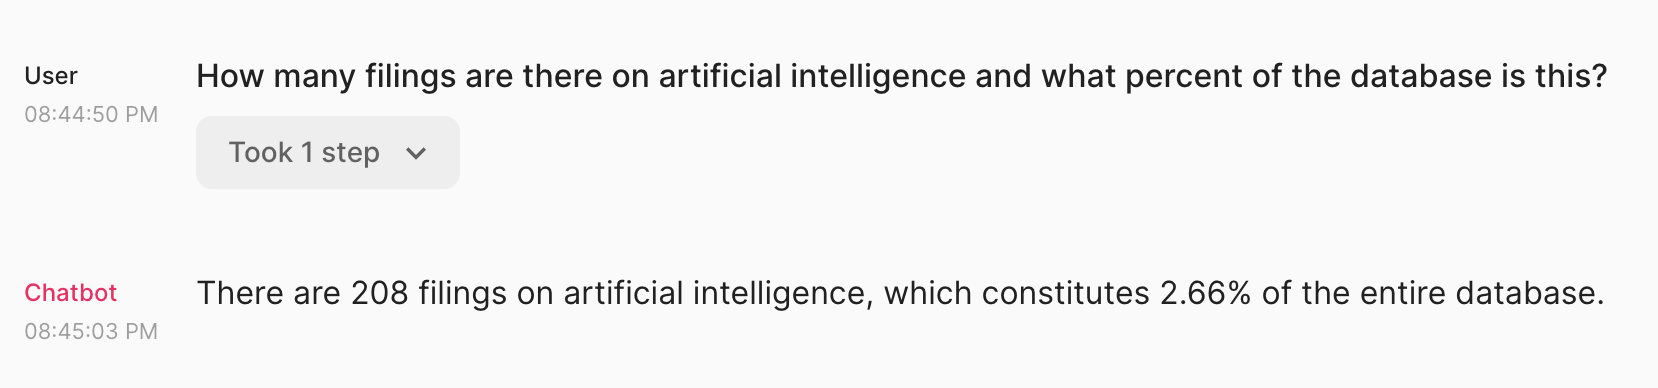 User
08:44:50 PM
How many filings are there on artificial intelligence and what percent of the database is this?
Took 1 step
Chatbot
08:45:03 PM
There are 208 filings on artificial intelligence, which constitutes 2.66% of the entire database.